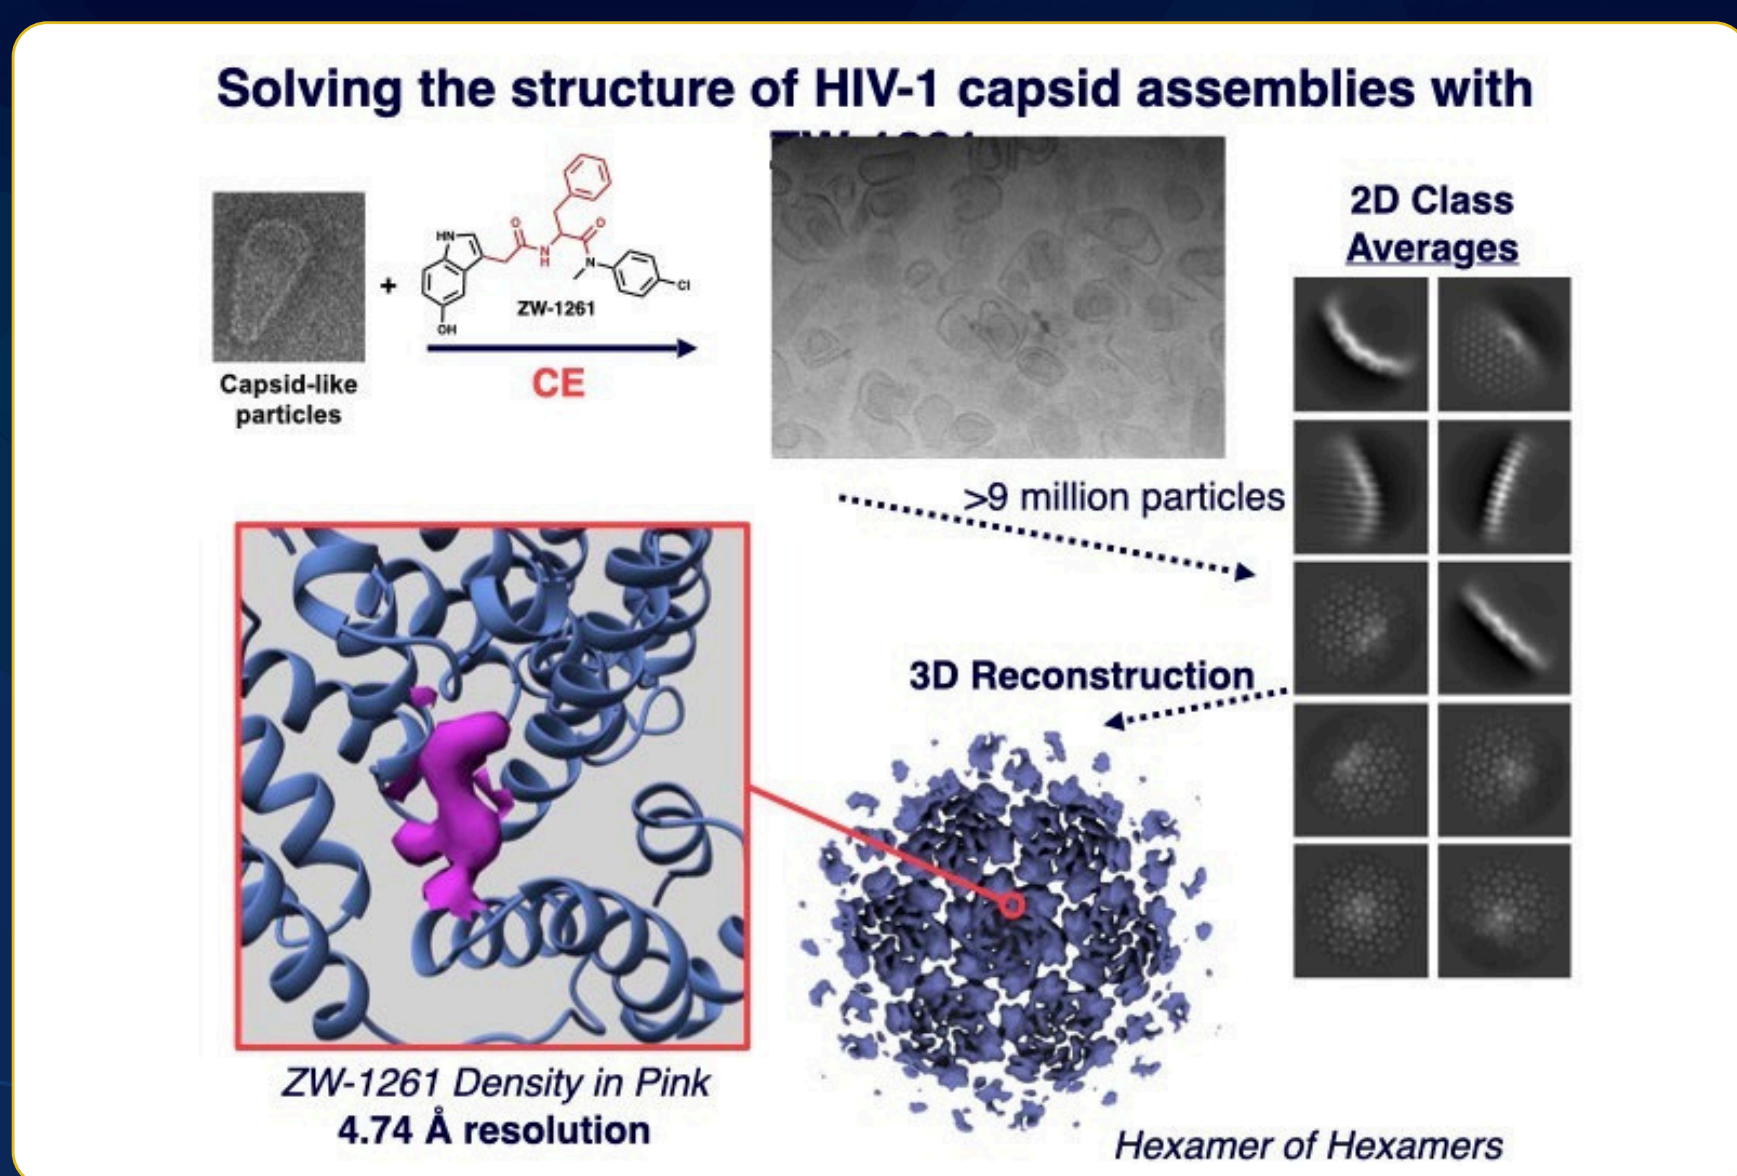 Solving the structure of HIV-1 capsid assemblies with
HN
O
N
H
O
N
Cl
OH
+
ZW-1261
CE
Capsid-like
particles
2D Class
Averages
>9 million particles
3D Reconstruction
ZW-1261 Density in Pink
4.74 Å resolution
Hexamer of Hexamers